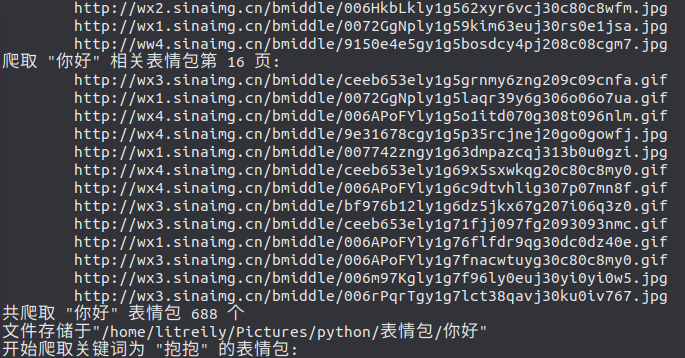 http://wx2.sinaimg.cn/bmiddle/006HkbLkly1g562xyr6vcj30c80c8wfm.jpg
http://wx1.sinaimg.cn/bmiddle/0072GgNply1g59kim63euj30rs0e1jsa.jpg
http://ww4.sinaimg.cn/bmiddle/9150e4e5gy1g5bosdcy4pj208c08cgm7.jpg
爬取 "你好" 相关表情包第 16 页:
http://wx3.sinaimg.cn/bmiddle/ceeb653ely1g5grnmy6zng209c09cnfa.gif
http://wx1.sinaimg.cn/bmiddle/0072GgNply1g5laqr39y6g306o06o7ua.gif
http://wx4.sinaimg.cn/bmiddle/006APoFYly1g5o1itd070g308t096nlm.gif
http://wx4.sinaimg.cn/bmiddle/9e31678cgy1g5p35rcjnej20go0gowfj.jpg
http://wx1.sinaimg.cn/bmiddle/007742zngy1g63dmpazcqj313b0u0gzi.jpg
http://wx4.sinaimg.cn/bmiddle/ceeb653ely1g69x5sxwkqg20c80c8my0.gif
http://wx4.sinaimg.cn/bmiddle/006APoFYly1g6c9dtvhlig307p07mn8f.gif
http://wx3.sinaimg.cn/bmiddle/bf976b12ly1g6dz5jkx67g207i06q3z0.gif
http://wx3.sinaimg.cn/bmiddle/ceeb653ely1g71fjj097fg2093093nmc.gif
http://wx1.sinaimg.cn/bmiddle/006APoFYly1g76flfdr9qg30dc0dz40e.gif
http://wx3.sinaimg.cn/bmiddle/006APoFYly1g7fnacwtuyg30c80c8my0.gif
http://wx3.sinaimg.cn/bmiddle/006m97Kgly1g7f96ly0euj30yi0yi0w5.jpg
http://wx3.sinaimg.cn/bmiddle/006rPqrTgy1g7lct38qavj30ku0iv767.jpg
共爬取 "你好" 表情包 688 个
文件存储于"/home/litreily/Pictures/python/表情包/你好"
开始爬取关键词为 "抱抱" 的表情包: